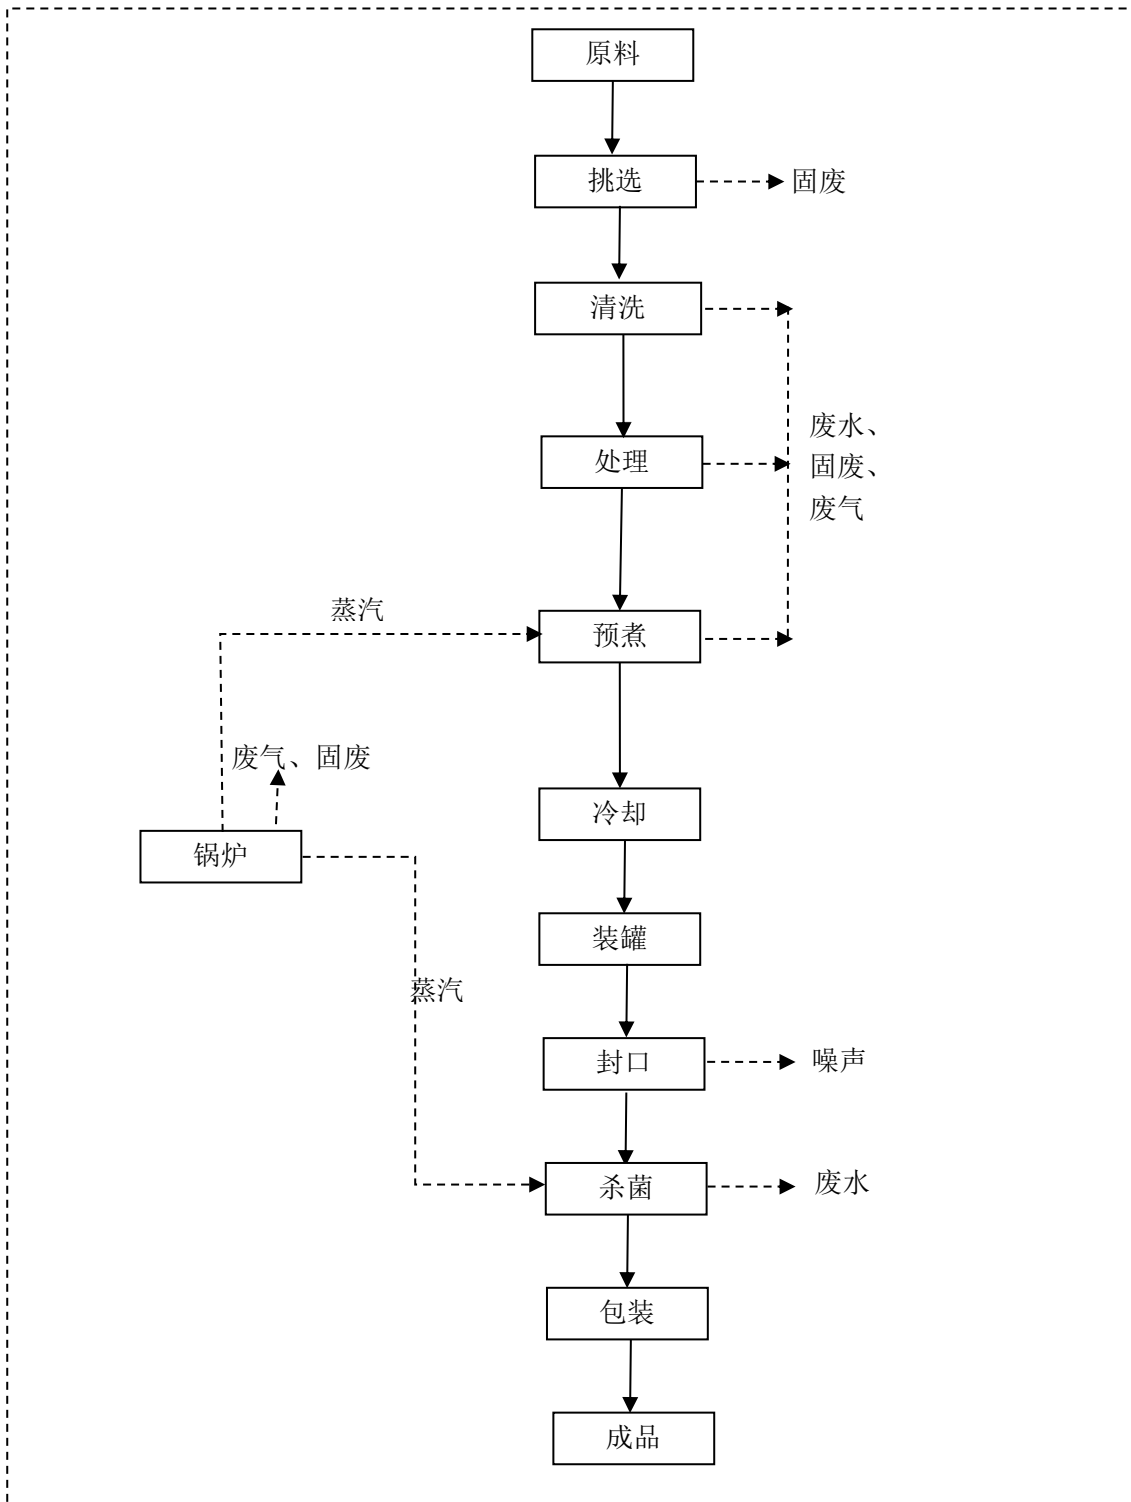 原料
挑选
固废
清洗
废水、
处理
固废、
废气
蒸汽
预煮
废气、固废
冷却
锅炉
装罐
蒸汽
封口
噪声
杀菌
废水
包装
成品